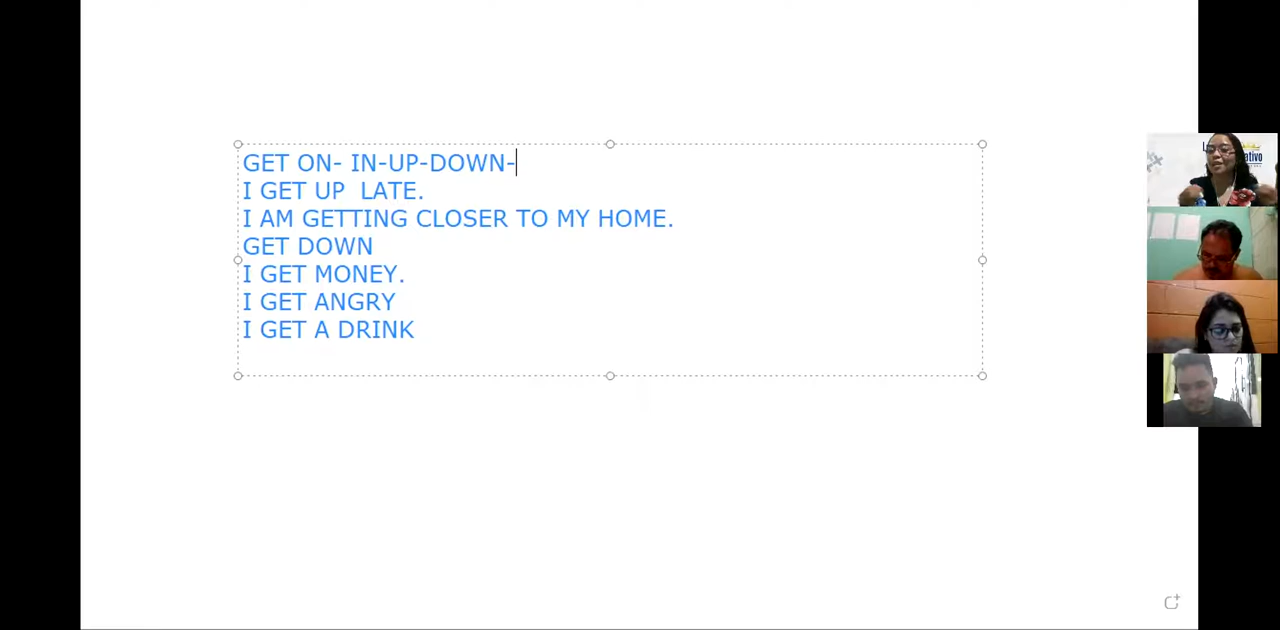 GET ON- IN-UP-DOWN-
I GET UP  LATE.
I AM GETTING CLOSER TO MY HOME.
GET DOWN
I GET MONEY.
I GET ANGRY
I GET A DRINK